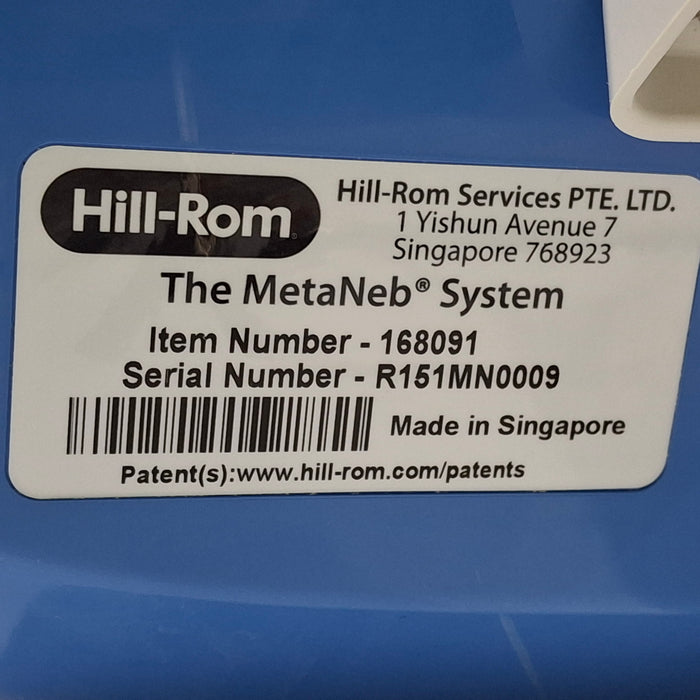 Hill-Rom®
Hill-Rom Services PTE. LTD.
1 Yishun Avenue 7
Singapore 768923
The MetaNeb® System
Item Number - 168091
Serial Number - R151MN0009
Made in Singapore
Patent(s):www.hill-rom.com/patents